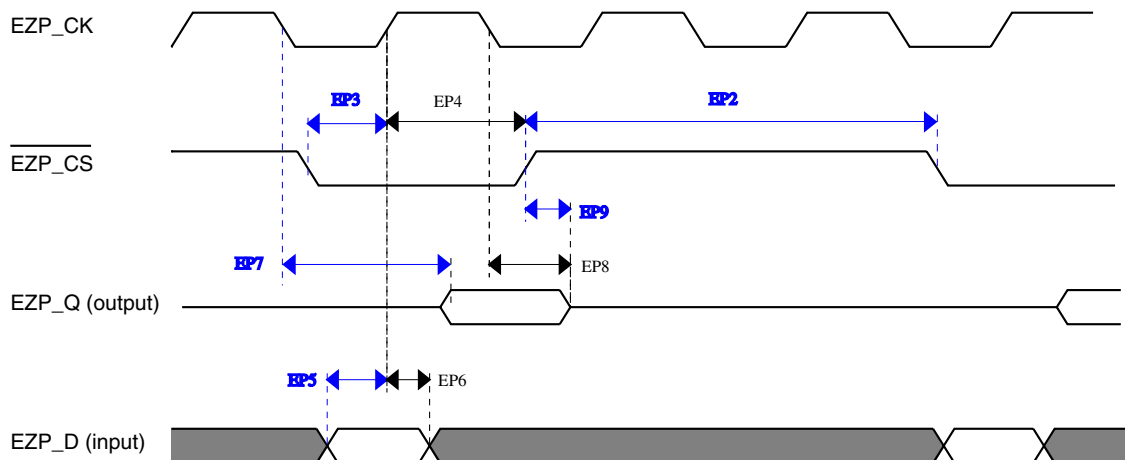 EZP_CK
EP3
EP4
EP2
EZP_CS
EP9
EP7
EP8
EZP_Q (output)
EP5
EP6
EZP_D (input)